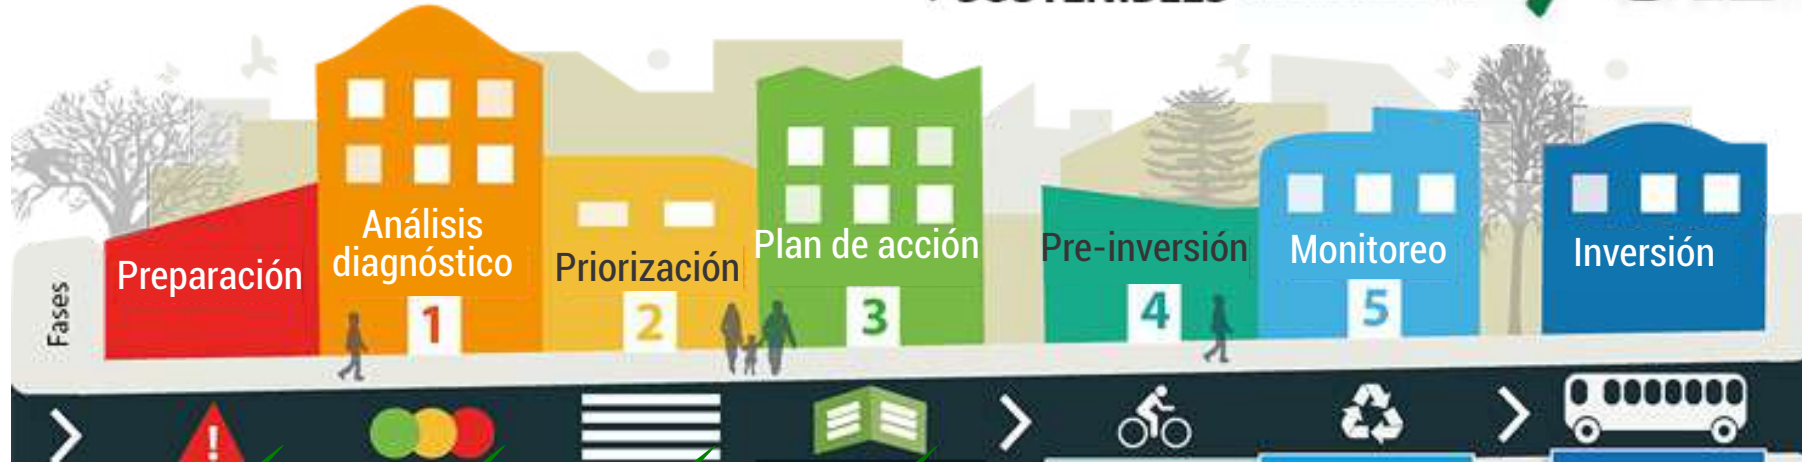 Fases
Preparación
Análisis
diagnóstico
1
Priorización
2
Plan de acción
3
Pre-inversión
4
Monitoreo
5
Inversión
!